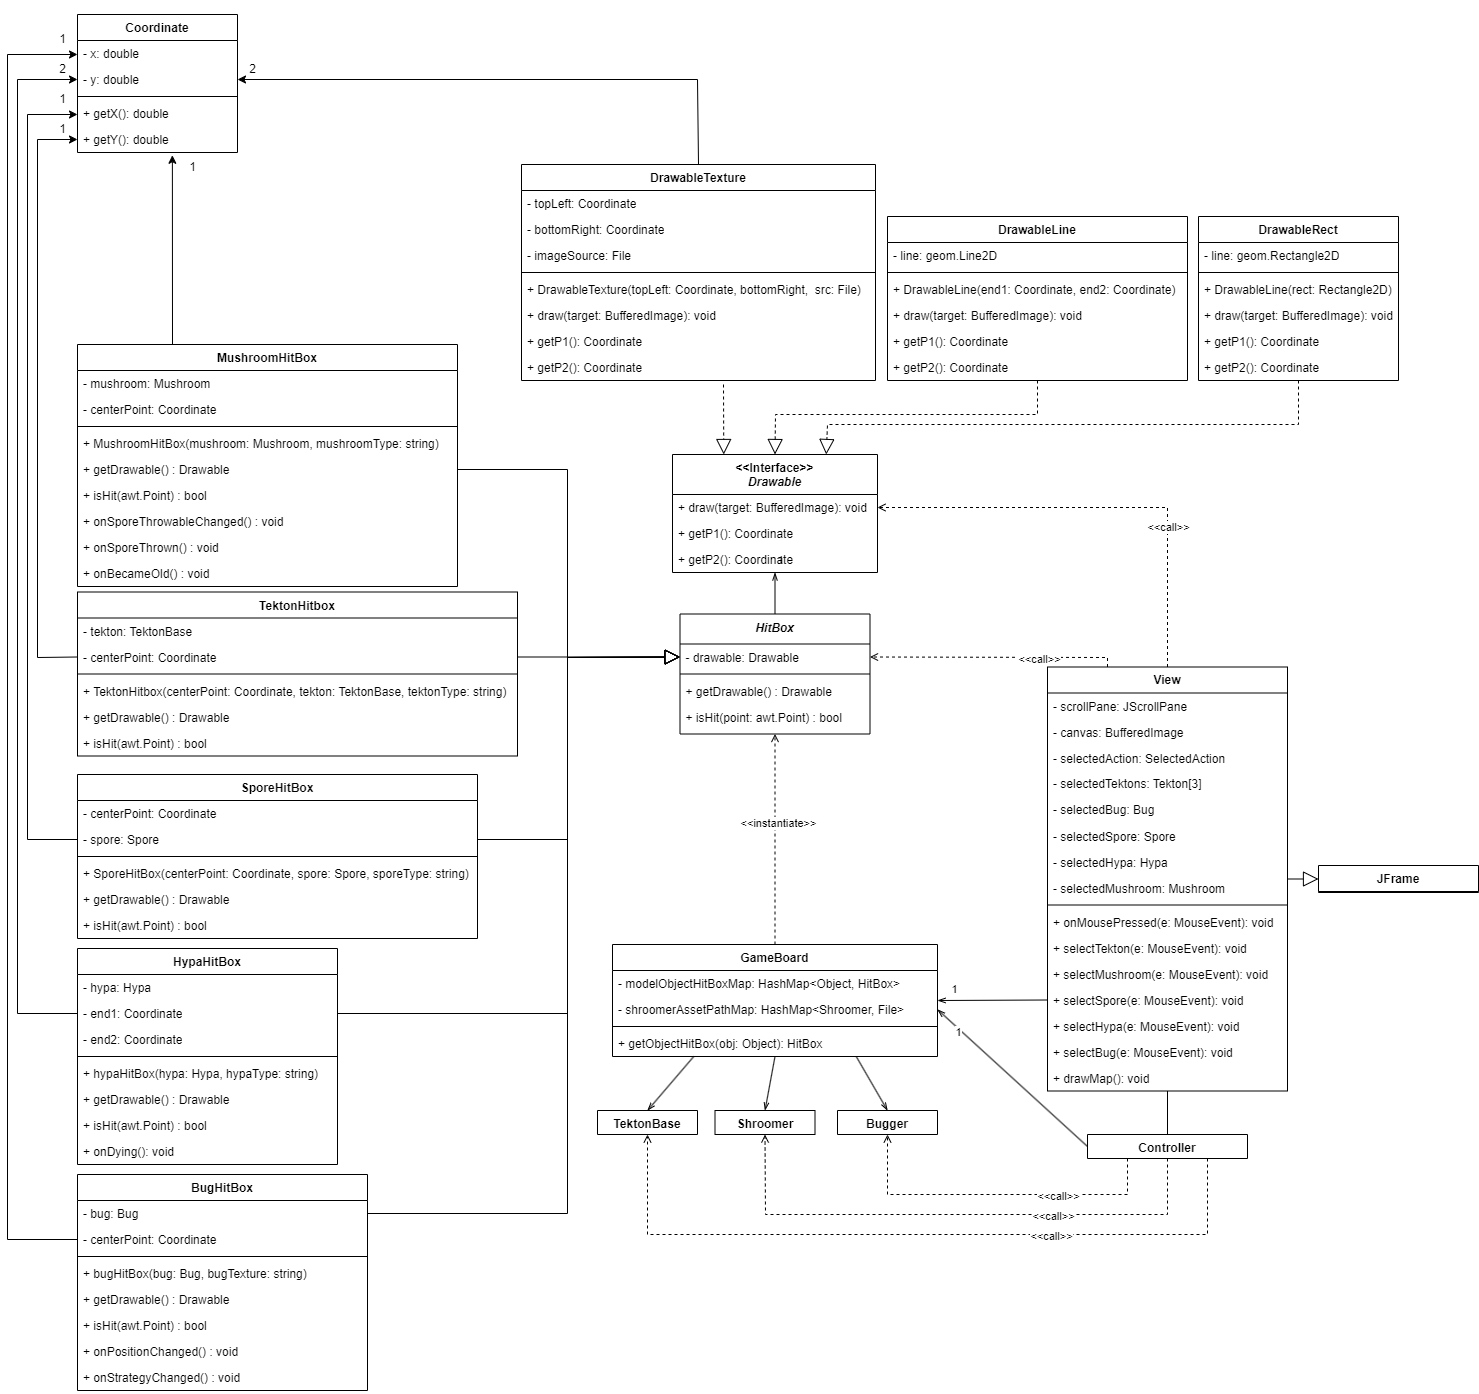 Coordinate
- x: double
- y: double
+ getX(): double
+ getY(): double
1
2
1
1
1
2
DrawableTexture
- topLeft: Coordinate
- bottomRight: Coordinate
- imageSource: File
+ DrawableTexture(topLeft: Coordinate, bottomRight,  src: File)
+ draw(target: BufferedImage): void
+ getP1(): Coordinate
+ getP2(): Coordinate
DrawableLine
- line: geom.Line2D
+ DrawableLine(end1: Coordinate, end2: Coordinate)
+ draw(target: BufferedImage): void
+ getP1(): Coordinate
+ getP2(): Coordinate
DrawableRect
- line: geom.Rectangle2D
+ DrawableLine(rect: Rectangle2D)
+ draw(target: BufferedImage): void
+ getP1(): Coordinate
+ getP2(): Coordinate
MushroomHitBox
- mushroom: Mushroom
- centerPoint: Coordinate
+ MushroomHitBox(mushroom: Mushroom, mushroomType: string)
+ getDrawable() : Drawable
+ isHit(awt.Point) : bool
+ onSporeThrowableChanged() : void
+ onSporeThrown() : void
+ onBecameOld() : void
<<Interface>>
Drawable
+ draw(target: BufferedImage): void
+ getP1(): Coordinate
+ getP2(): Coordinate
<<call>>
TektonHitbox
- tekton: TektonBase
- centerPoint: Coordinate
+ TektonHitbox(centerPoint: Coordinate, tekton: TektonBase, tektonType: string)
+ getDrawable() : Drawable
+ isHit(awt.Point) : bool
HitBox
- drawable: Drawable
+ getDrawable() : Drawable
+ isHit(point: awt.Point) : bool
<<call>>
View
- scrollPane: JScrollPane
- canvas: BufferedImage
- selectedAction: SelectedAction
- selectedTektons: Tekton[3]
- selectedBug: Bug
- selectedSpore: Spore
- selectedHypa: Hypa
- selectedMushroom: Mushroom
+ onMousePressed(e: MouseEvent): void
+ selectTekton(e: MouseEvent): void
+ selectMushroom(e: MouseEvent): void
+ selectSpore(e: MouseEvent): void
+ selectHypa(e: MouseEvent): void
+ selectBug(e: MouseEvent): void
+ drawMap(): void
JFrame
SporeHitBox
- centerPoint: Coordinate
- spore: Spore
+ SporeHitBox(centerPoint: Coordinate, spore: Spore, sporeType: string)
+ getDrawable() : Drawable
+ isHit(awt.Point) : bool
<<instantiate>>
GameBoard
- modelObjectHitBoxMap: HashMap<Object, HitBox>
- shroomerAssetPathMap: HashMap<Shroomer, File>
+ getObjectHitBox(obj: Object): HitBox
1
1
HypaHitBox
- hypa: Hypa
- end1: Coordinate
- end2: Coordinate
+ hypaHitBox(hypa: Hypa, hypaType: string)
+ getDrawable() : Drawable
+ isHit(awt.Point) : bool
+ onDying(): void
TektonBase
Shroomer
Bugger
Controller
<<call>>
<<call>>
<<call>>
BugHitBox
- bug: Bug
- centerPoint: Coordinate
+ bugHitBox(bug: Bug, bugTexture: string)
+ getDrawable() : Drawable
+ isHit(awt.Point) : bool
+ onPositionChanged() : void
+ onStrategyChanged() : void